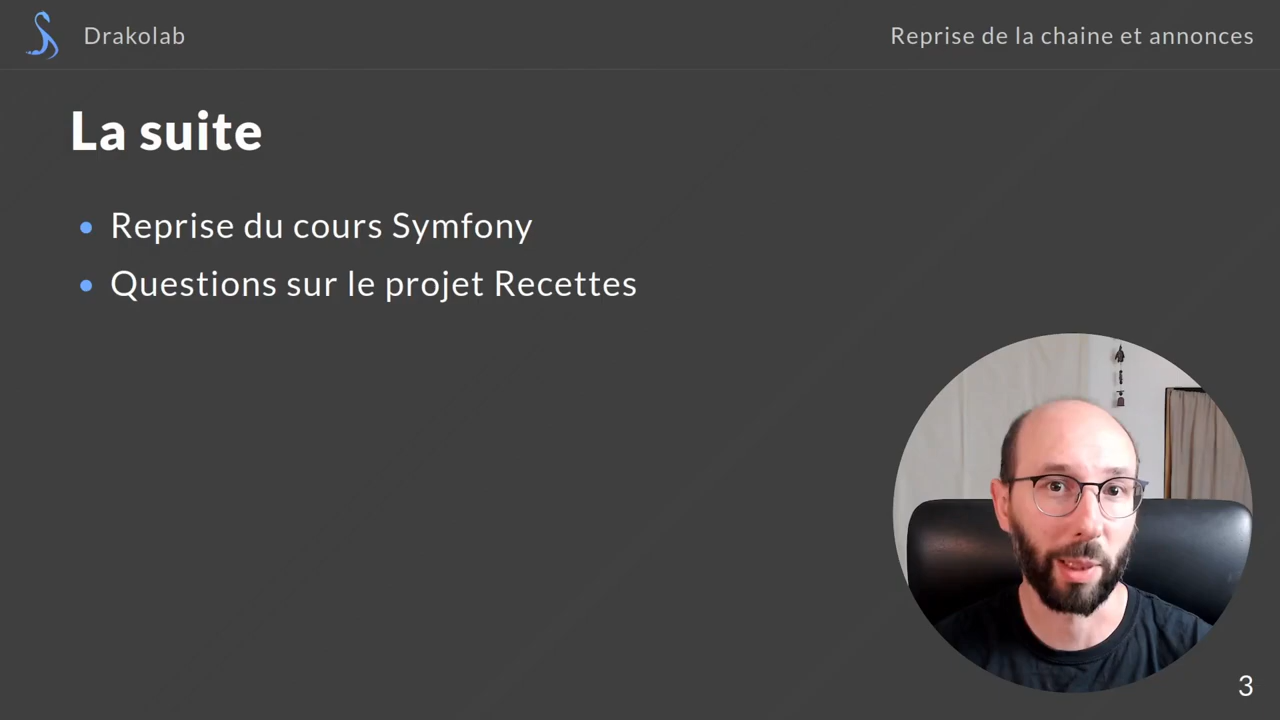 Drakolab
Reprise de la chaine et annonces
La suite
Reprise du cours Symfony
Questions sur le projet Recettes
3